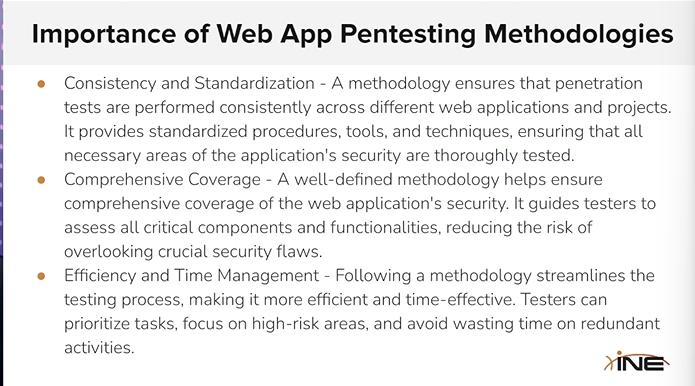 Importance of Web App Pentesting Methodologies
● Consistency and Standardization - A methodology ensures that penetration
tests are performed consistently across different web applications and projects.
It provides standardized procedures, tools, and techniques, ensuring that all
necessary areas of the application's security are thoroughly tested.
● Comprehensive Coverage - A well-defined methodology helps ensure
comprehensive coverage of the web application's security. It guides testers to
assess all critical components and functionalities, reducing the risk of
overlooking crucial security flaws.
● Efficiency and Time Management - Following a methodology streamlines the
testing process, making it more efficient and time-effective. Testers can
prioritize tasks, focus on high-risk areas, and avoid wasting time on redundant
activities.
INE